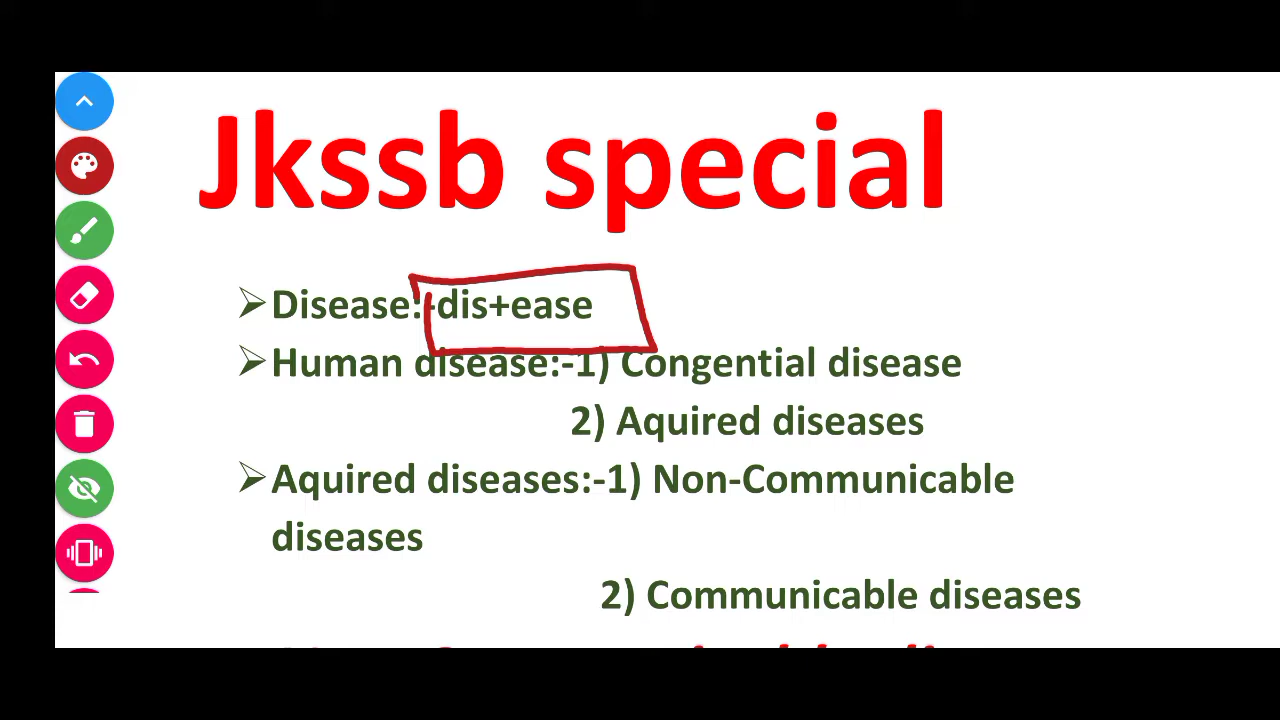 Jkssb special
➢Disease:-dis+ease
➢Human disease:-1) Congential disease
2) Aquired diseases
➢Aquired diseases:-1) Non-Communicable
diseases
2) Communicable diseases